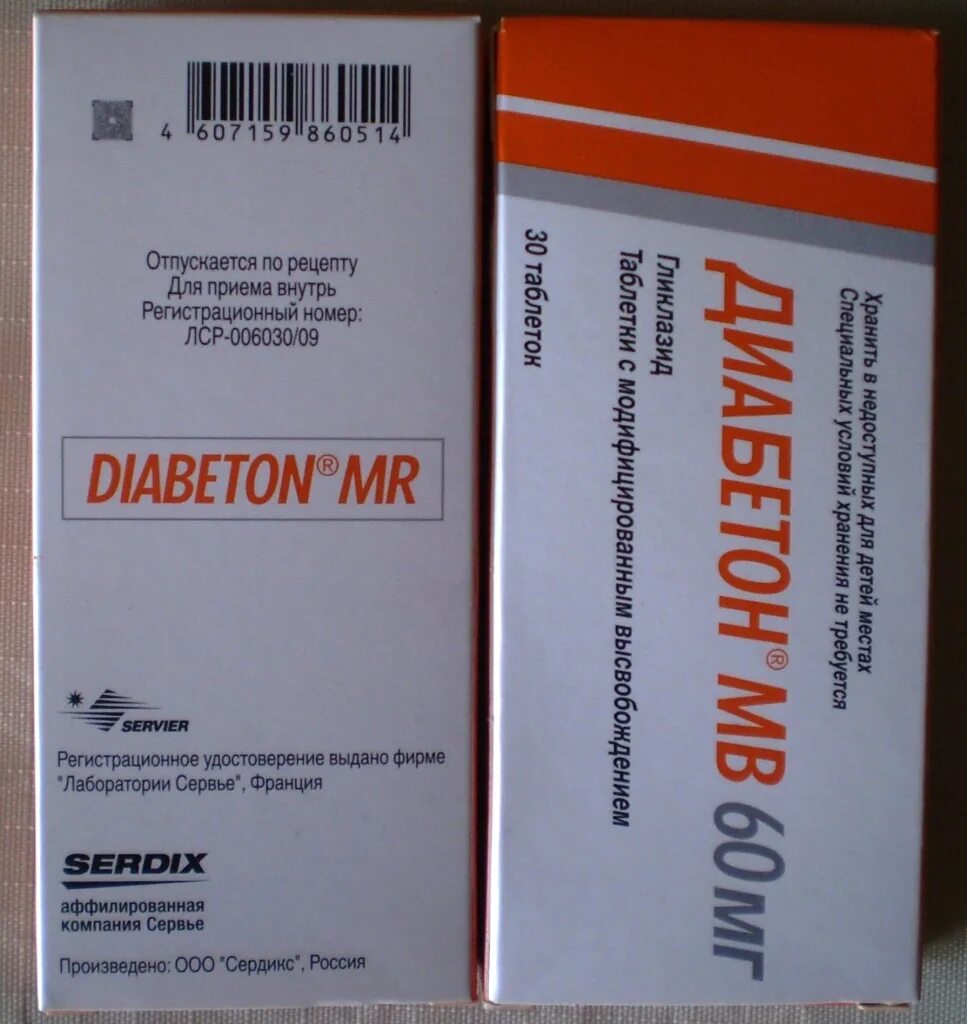 4 607159 860514
Отпускается по рецепту
Для приема внутрь
Регистрационный номер:
ЛСР-006030/09
DIABETON® MR
SERVIER
Регистрационное удостоверение выдано фирме
"Лаборатории Сервье", Франция
SERDIX
аффилированная
компания Сервье
Произведено: ООО "Сердикс", Россия
Хранить в недоступных для детей местах
Специальных условий хранения не требуется
ДИАБЕТОН® МВ 60 мг
Гликлазид
Таблетки с модифицированным высвобождением
30 таблеток